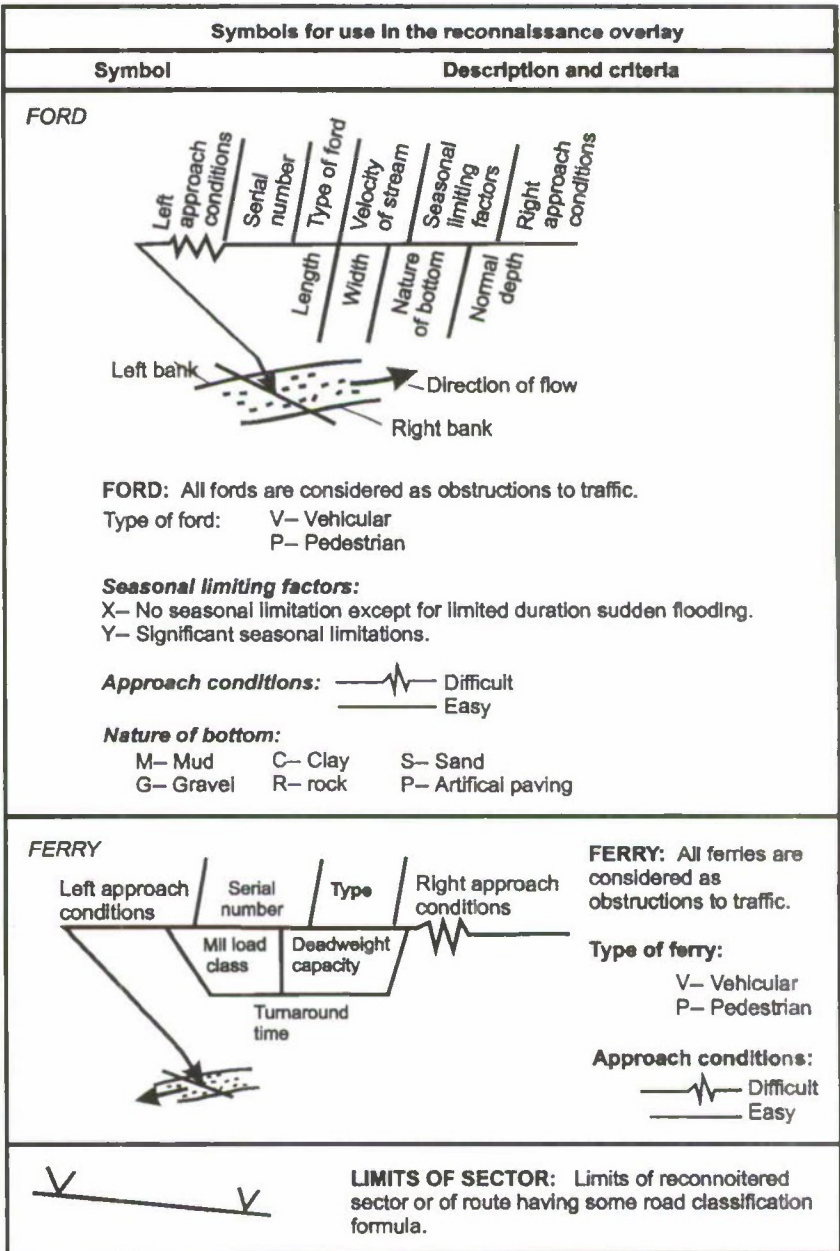 Symbols for use in the reconnaissance overlay
Symbol Description and criteria
FORD
Left approach conditions
Serial number
Type of ford
Velocity of stream
Seasonal limiting factors
Right approach conditions
Length
Width
Nature of bottom
Normal depth
Left bank
Direction of flow
Right bank
FORD: All fords are considered as obstructions to traffic.
Type of ford: V— Vehicular
P— Pedestrian
Seasonal limiting factors:
X— No seasonal limitation except for limited duration sudden flooding.
Y— Significant seasonal limitations.
Approach conditions: Difficult
Easy
Nature of bottom:
M— Mud C— Clay S— Sand
G— Gravel R— rock P— Artifical paving
FERRY
Left approach conditions
Serial number
Type
Right approach conditions
Mil load class
Deadweight capacity
Turnaround time
FERRY: All ferries are
considered as
obstructions to traffic.
Type of ferry:
V— Vehicular
P— Pedestrian
Approach conditions:
Difficult
Easy
LIMITS OF SECTOR: Limits of reconnoitered
sector or of route having some road classification
formula.